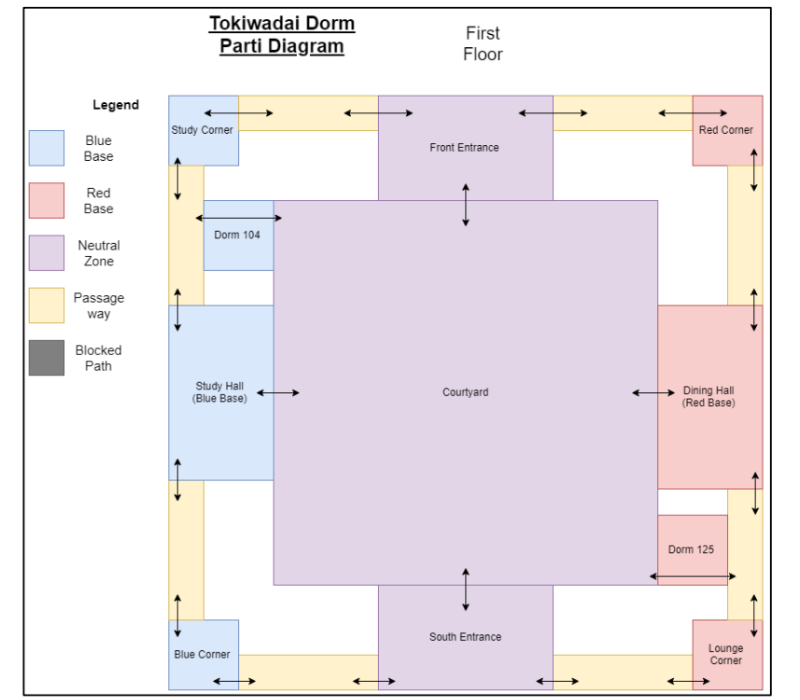 Tokiwadai Dorm
Parti Diagram
First
Floor
Legend
Blue
Base
Red
Base
Neutral
Zone
Passage
way
Blocked
Path
Study Corner
Front Entrance
Red Corner
Dorm 104
Study Hall
(Blue Base)
Courtyard
Dining Hall
(Red Base)
Dorm 125
Blue Corner
South Entrance
Lounge
Corner